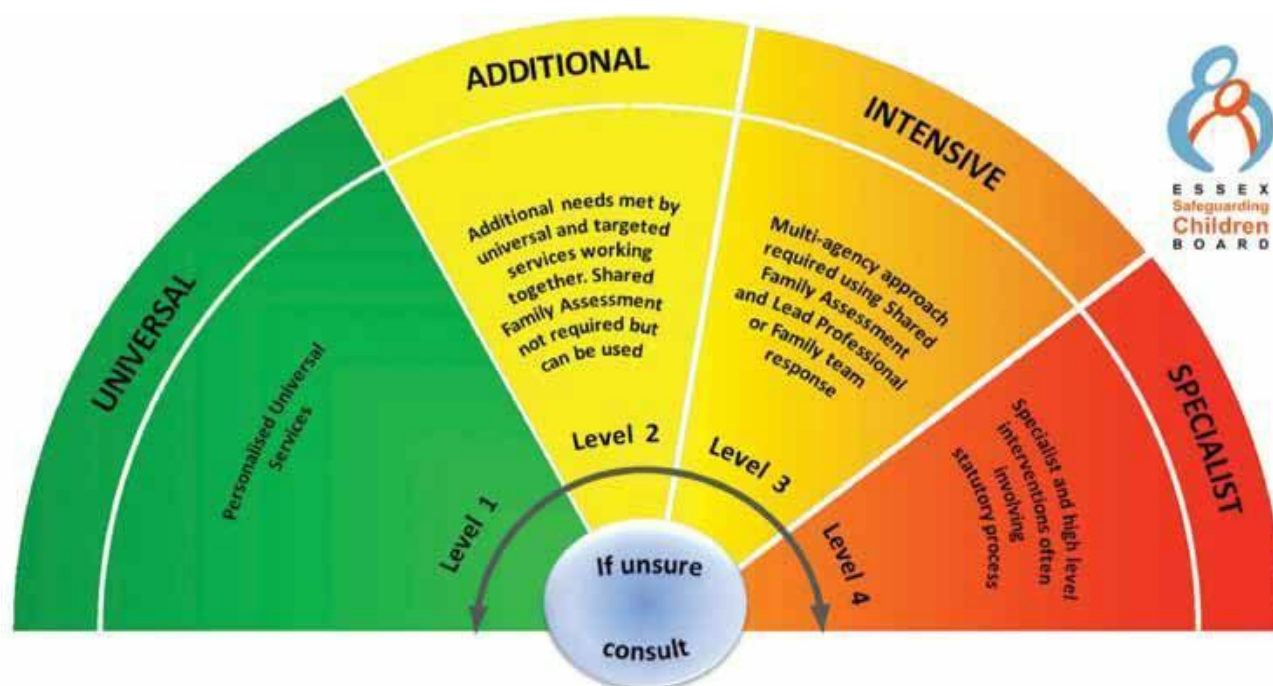 UNIVERSAL
Personalised Universal
Services
Level 1
ADDITIONAL
Additional needs met by
universal and targeted
services working
together. Shared
Family Assessment
not required but
can be used
Level 2
INTENSIVE
Multi-agency approach
required using Shared
Family Assessment
and Lead Professional
or Family team
response
Level 3
SPECIALIST
Specialist and high level
interventions often
involving
statutory process
Level 4
If unsure
consult
ESSEX
Safeguarding
Children
BOARD